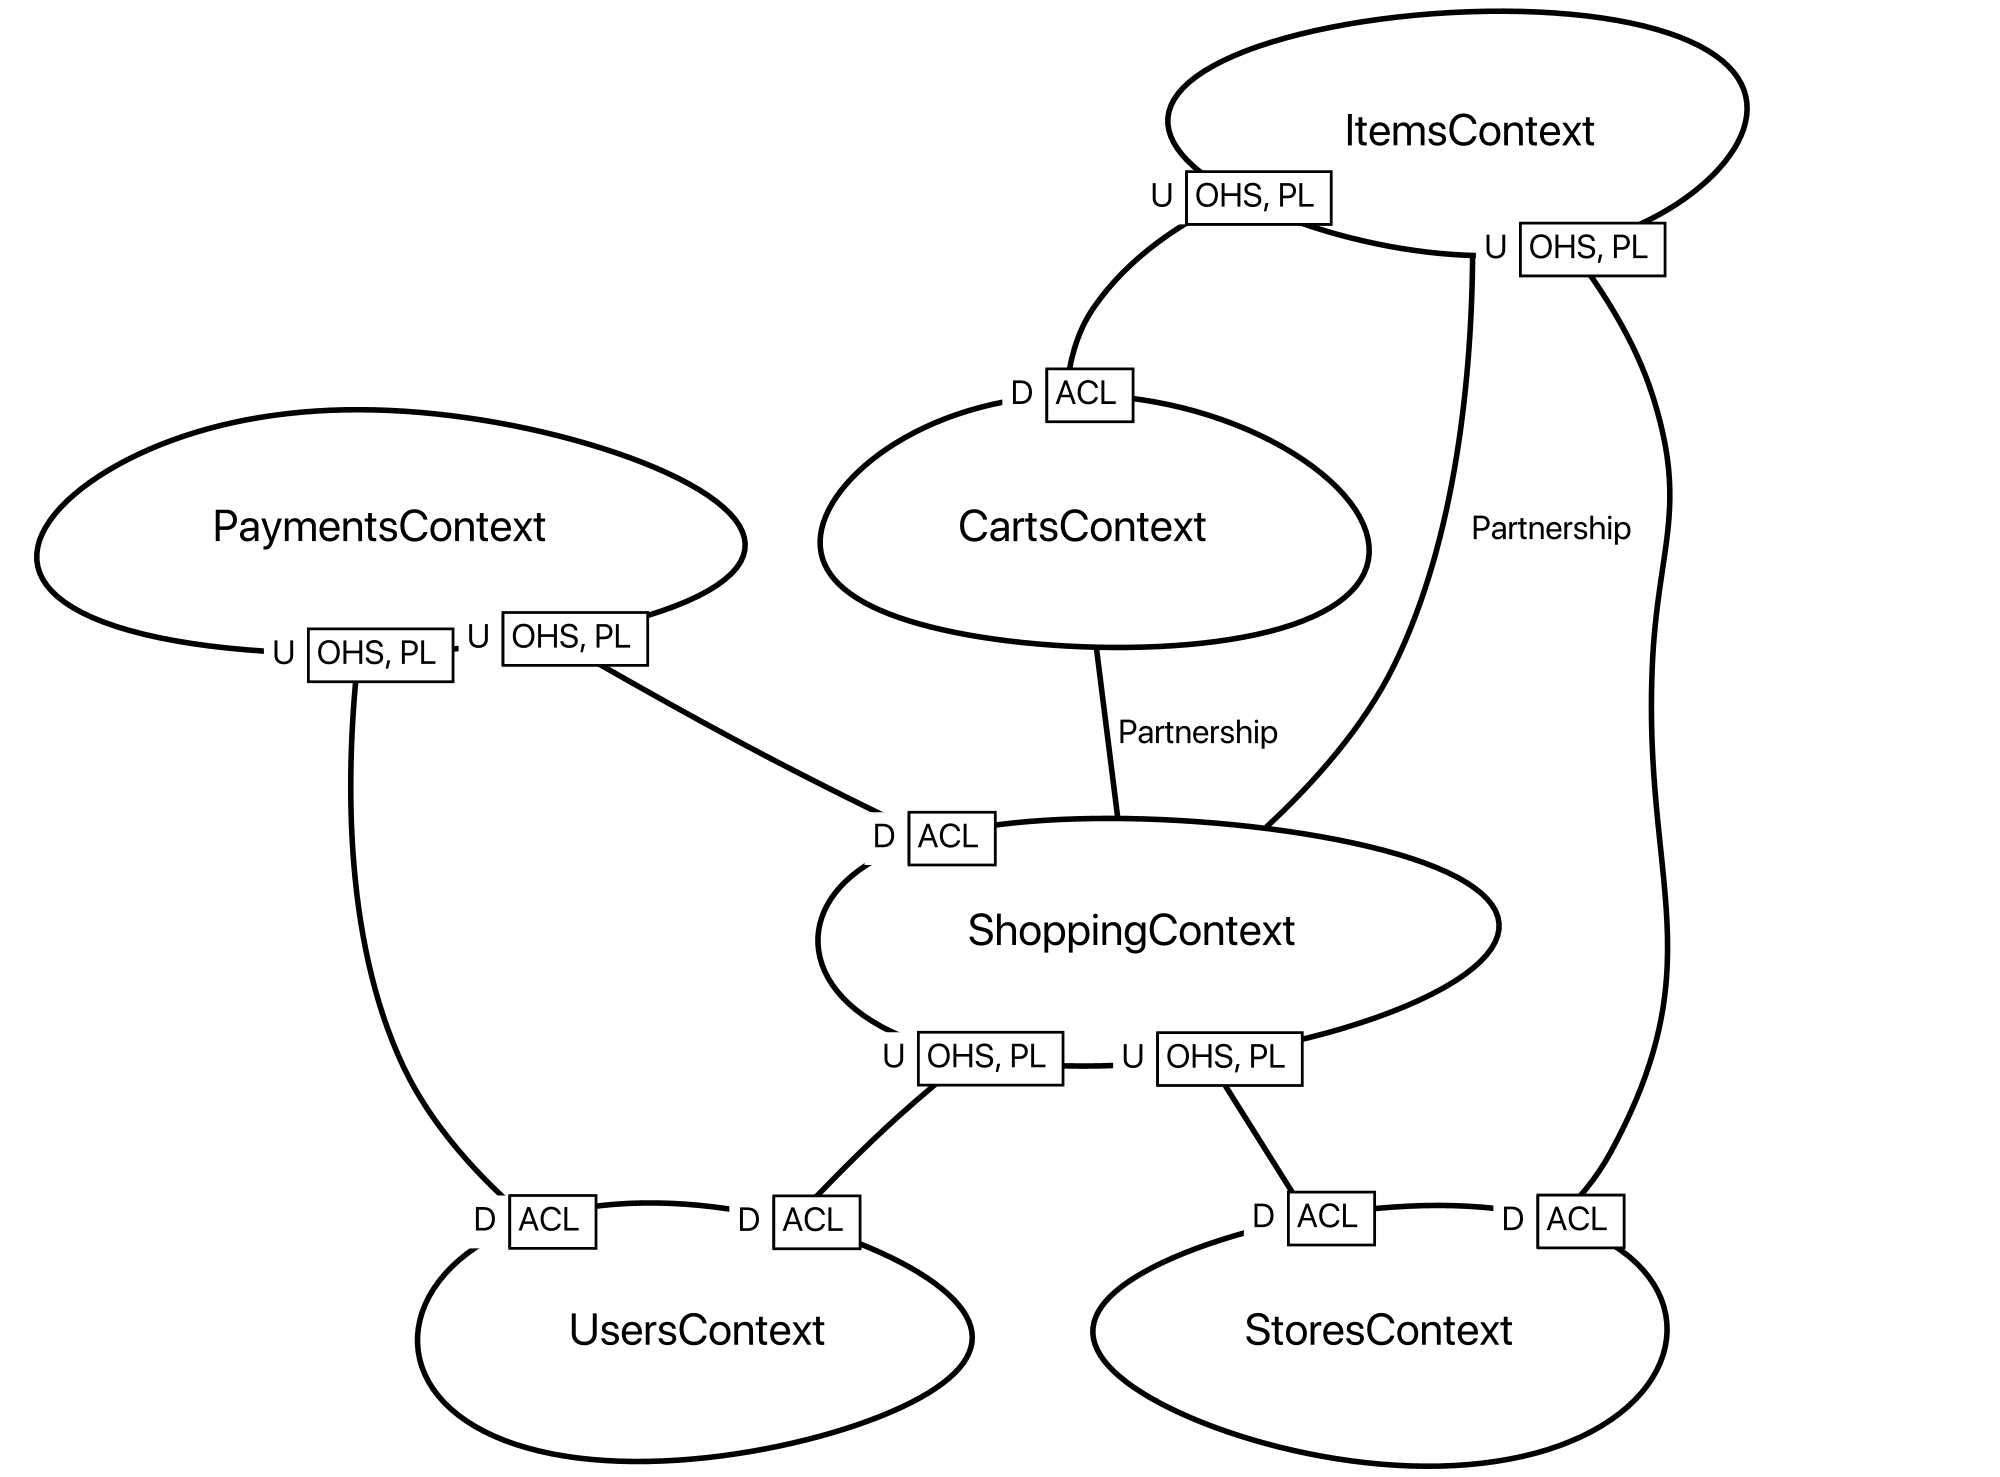 ItemsContext
U OHS, PL
U OHS, PL
D ACL
PaymentsContext
CartsContext
Partnership
U OHS, PL
U OHS, PL
Partnership
D ACL
ShoppingContext
U OHS, PL
U OHS, PL
D ACL
D ACL
D ACL
D ACL
UsersContext
StoresContext